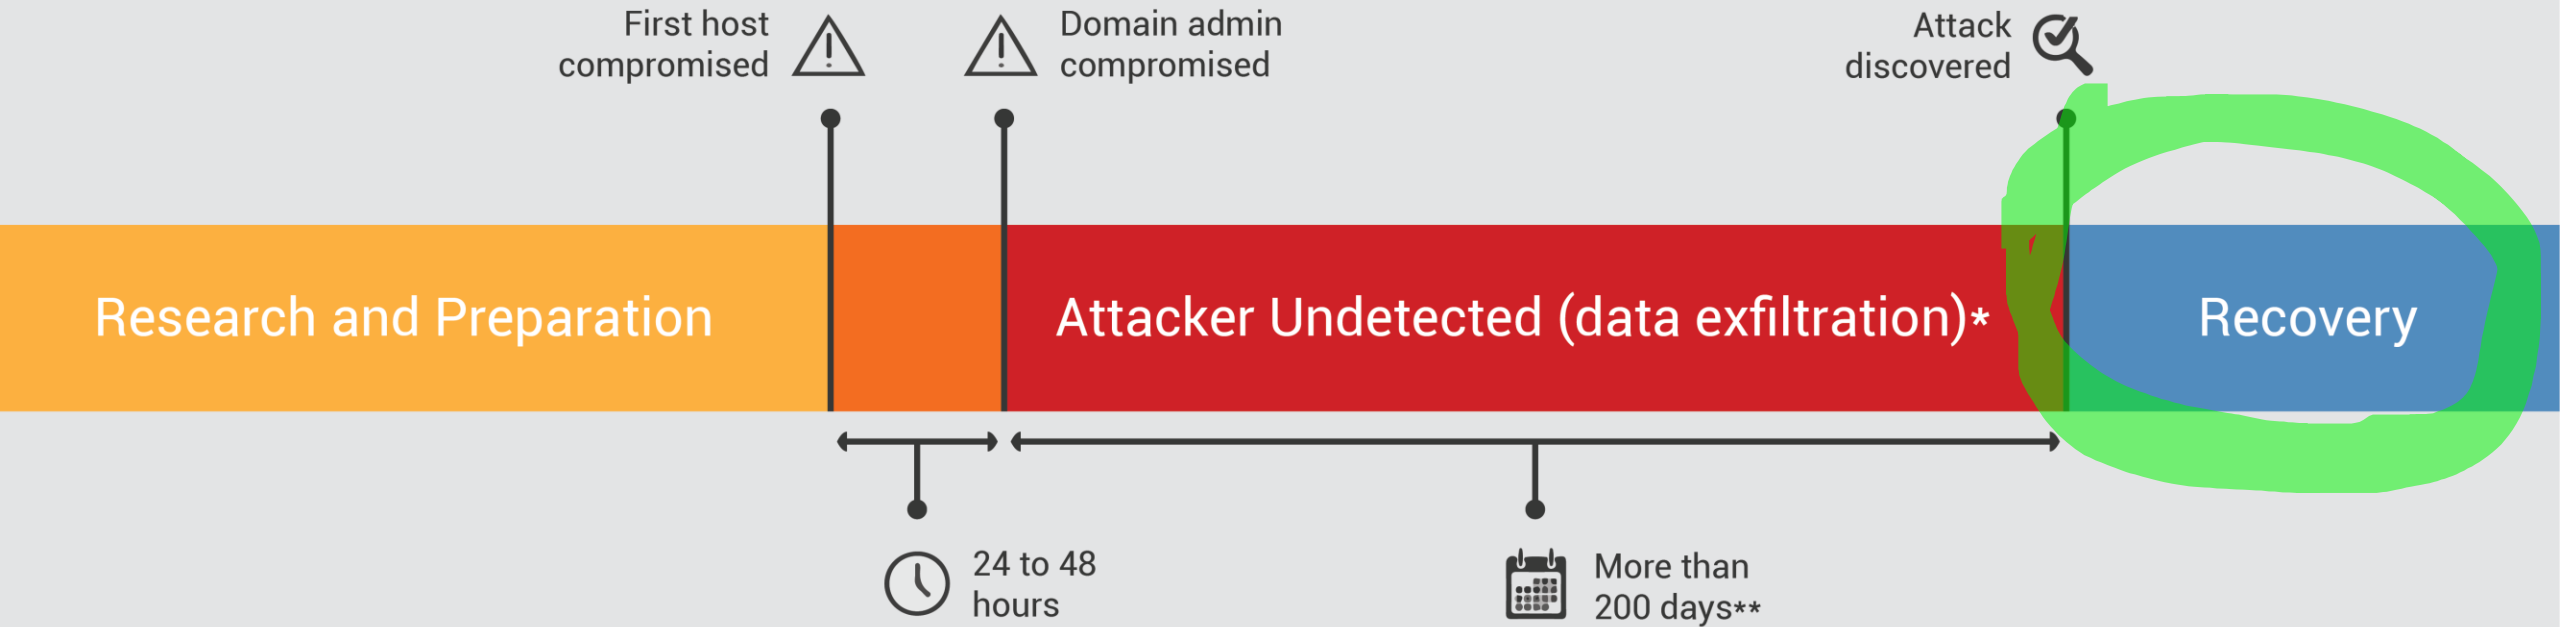 First host
compromised
Domain admin
compromised
Attack
discovered
Research and Preparation
Attacker Undetected (data exfiltration)*
Recovery
24 to 48
hours
More than
200 days**